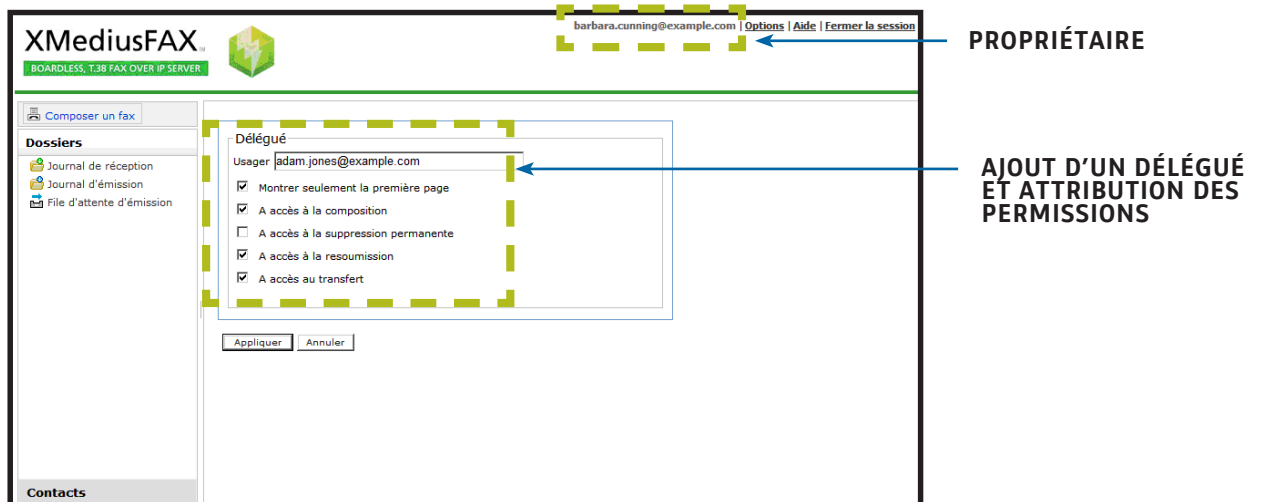 XMediusFAX™
BOARDLESS, T.38 FAX OVER IP SERVER
barbara.cunning@example.com | Options | Aide | Fermer la session
PROPRIÉTAIRE
Composer un fax
Dossiers
Journal de réception
Journal d'émission
File d'attente d'émission
Délégué
Usager adam.jones@example.com
Montrer seulement la première page
A accès à la composition
A accès à la suppression permanente
A accès à la resoumission
A accès au transfert
AJOUT D'UN DÉLÉGUÉ
ET ATTRIBUTION DES
PERMISSIONS
Appliquer Annuler
Contacts